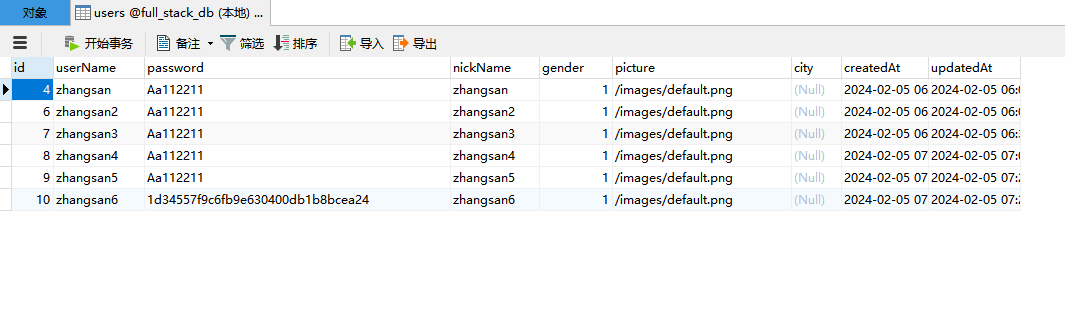 对象 users @full_stack_db (本地) ...
开始事务 备注 筛选 排序 导入 导出
id userName password nickName gender picture city createdAt updatedAt
4 zhangsan Aa112211 zhangsan 1 /images/default.png (Null) 2024-02-05 06 2024-02-05 06:0
6 zhangsan2 Aa112211 zhangsan2 1 /images/default.png (Null) 2024-02-05 06 2024-02-05 06:0
7 zhangsan3 Aa112211 zhangsan3 1 /images/default.png (Null) 2024-02-05 06 2024-02-05 06:
8 zhangsan4 Aa112211 zhangsan4 1 /images/default.png (Null) 2024-02-05 07 2024-02-05 07:0
9 zhangsan5 Aa112211 zhangsan5 1 /images/default.png (Null) 2024-02-05 07 2024-02-05 07:2
10 zhangsan6 1d34557f9c6fb9e630400db1b8bcea24 zhangsan6 1 /images/default.png (Null) 2024-02-05 07 2024-02-05 07:2